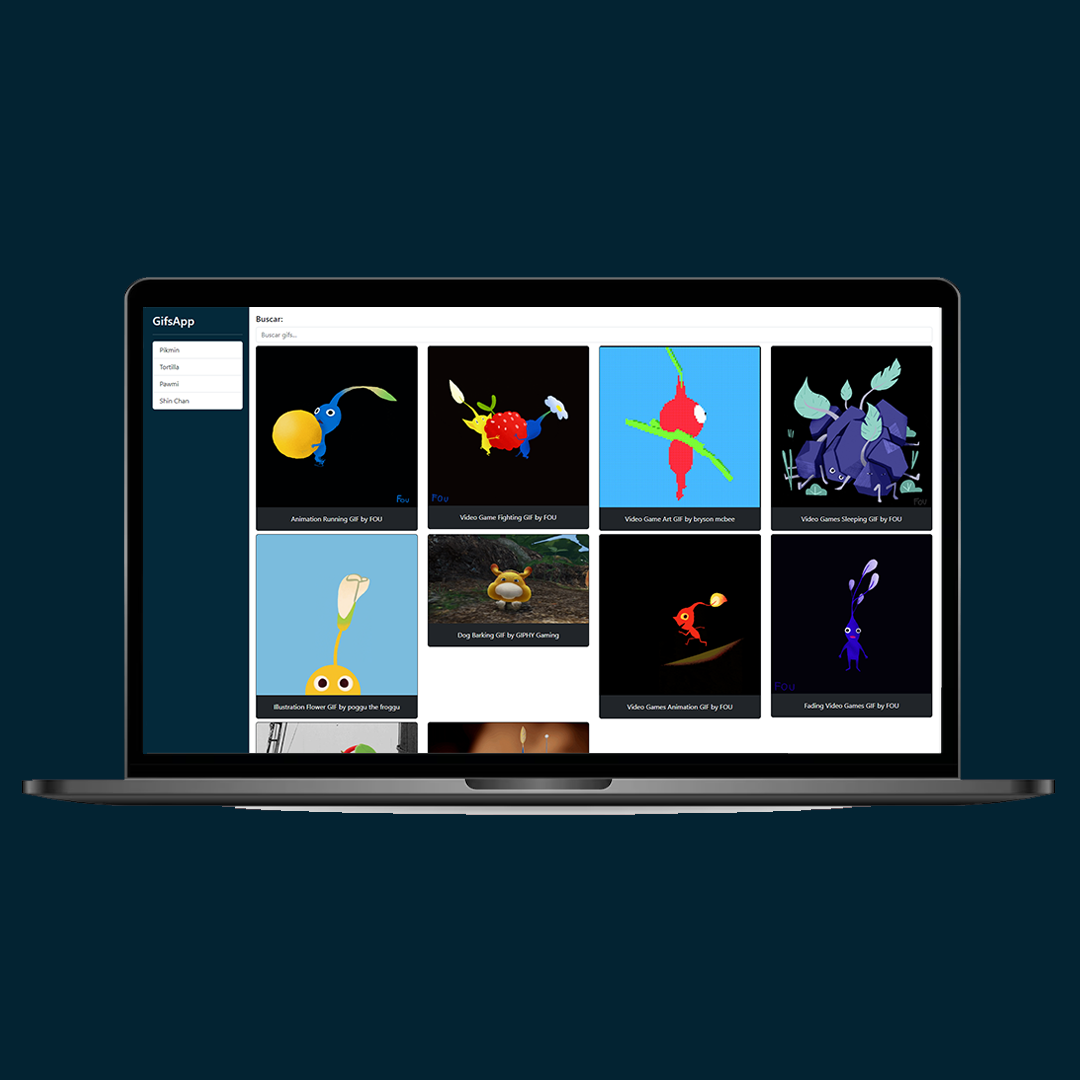 GifsApp
Pikmin
Tortilla
Pawmi
Shin Chan
Buscar:
Buscar gifs...
Fou
Animation Running GIF by FOU
FOU
Video Game Fighting GIF by FOU
Video Game Art GIF by bryson mcbee
Fou
Video Games Sleeping GIF by FOU
Illustration Flower GIF by poggu the froggu
Dog Barking GIF by GIPHY Gaming
Video Games Animation GIF by FOU
FOU
Fading Video Games GIF by FOU